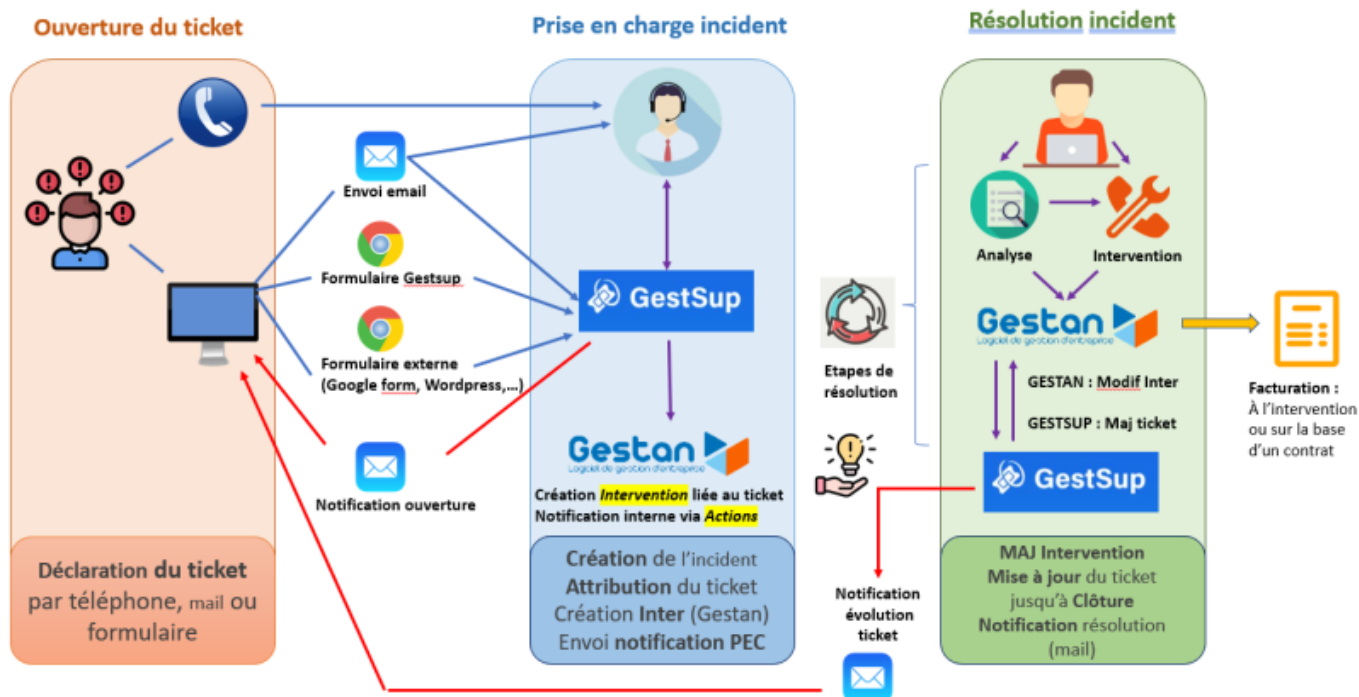 Ouverture du ticket
Prise en charge incident
Résolution incident
Envoi email
Formulaire Gestsup
Formulaire externe
(Google form, Wordpress,...)
Notification ouverture
GestSup
Gestan
Logiciel de gestion d'entreprise
Création Intervention liée au ticket
Notification interne via Actions
Etapes de
résolution
Analyse
Intervention
Gestan
Logiciel de gestion d'entreprise
GESTAN : Modif Inter
GESTSUP : Maj ticket
GestSup
Facturation :
À l'intervention
ou sur la base
d'un contrat
Déclaration du ticket
par téléphone, mail ou
formulaire
Création de l'incident
Attribution du ticket
Création Inter (Gestan)
Envoi notification PEC
Notification
évolution
ticket
MAJ Intervention
Mise à jour du ticket
jusqu'à Clôture
Notification résolution
(mail)